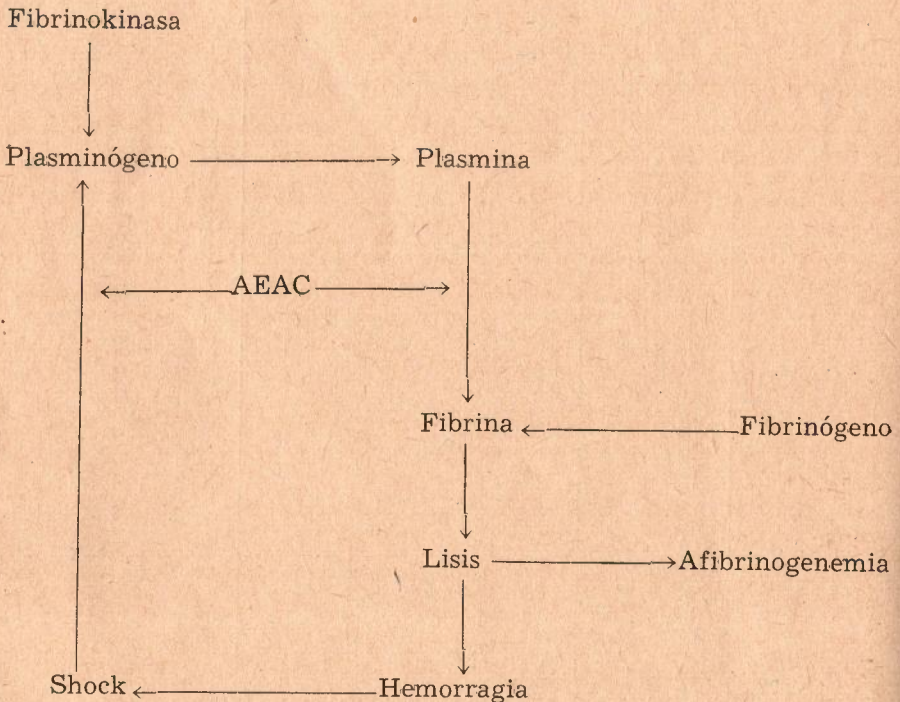 Fibrinokinasa
Plasminógeno Plasmina
AEAC
Fibrina Fibrinógeno
Lisis Afibrinogenemia
Shock Hemorragia